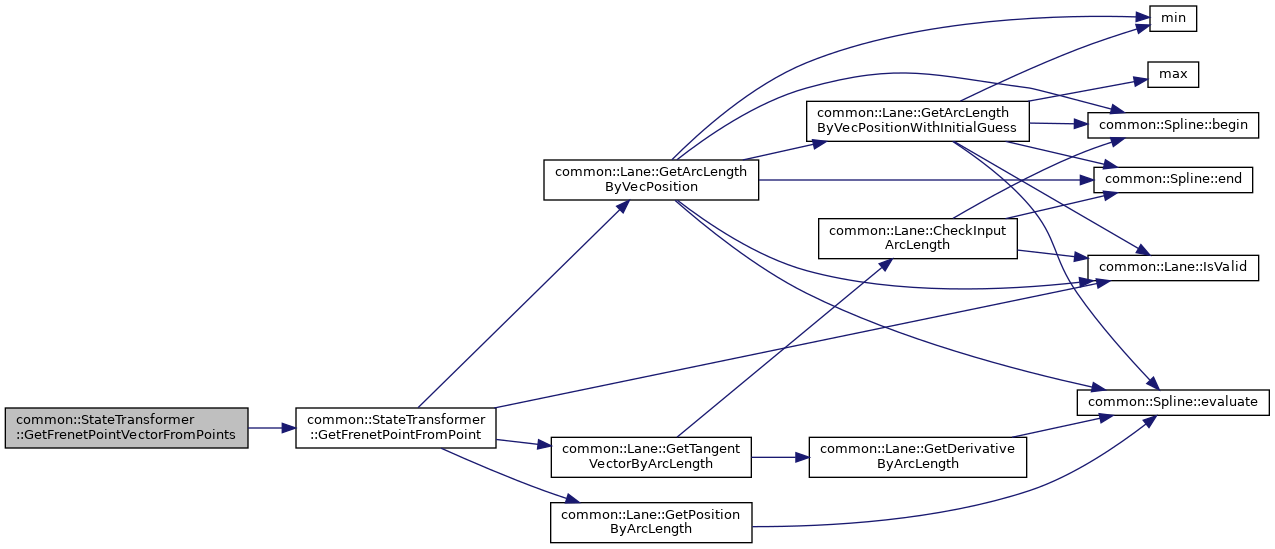 common::StateTransformer
::GetFrenetPointVectorFromPoints
common::StateTransformer
::GetFrenetPointFromPoint
common::Lane::GetArcLength
ByVecPosition
min
common::Spline::begin
common::Spline::end
common::Lane::GetArcLength
ByVecPositionWithInitialGuess
max
common::Lane::IsValid
common::Spline::evaluate
common::Lane::GetPosition
ByArcLength
common::Lane::GetTangent
VectorByArcLength
common::Lane::CheckInput
ArcLength
common::Lane::GetDerivative
ByArcLength